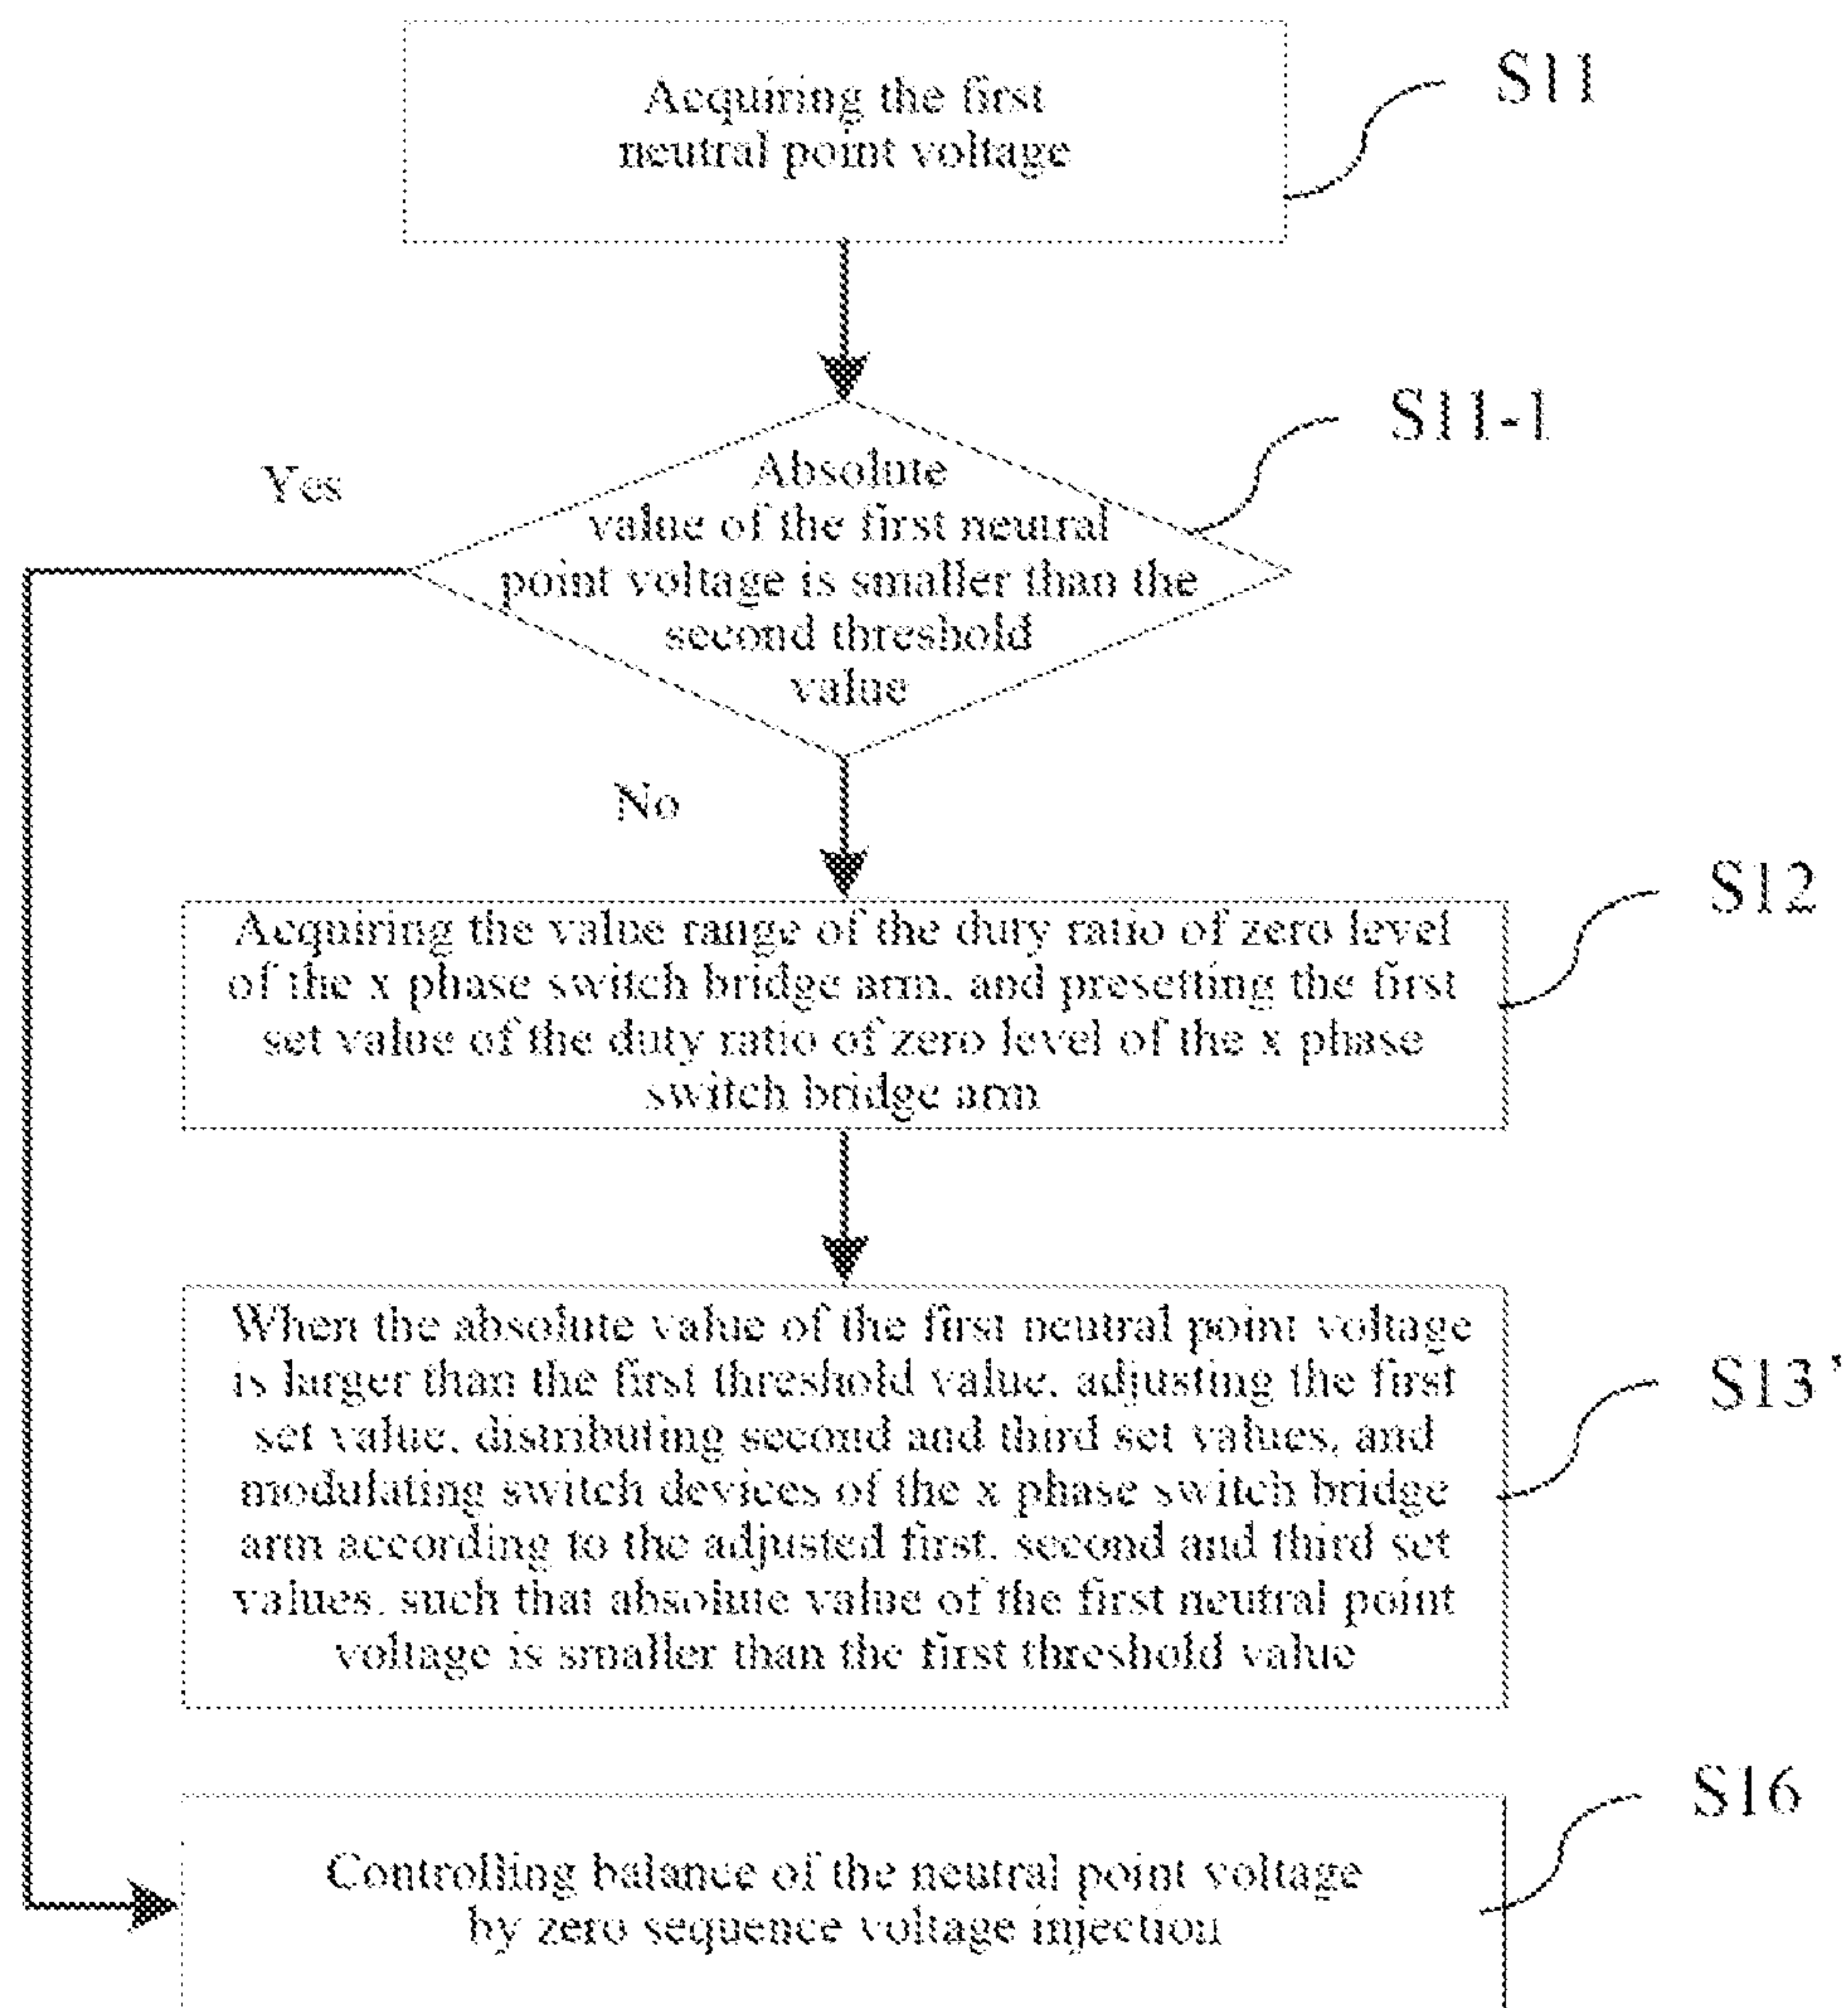 Acquiring the first
neutral point voltage
S11
S11-1
Absolute
value of the first neutral
point voltage is smaller than the
second threshold
value
Yes
No
S12
Acquiring the value range of the duty ratio of zero level
of the x phase switch bridge arm, and presetting the first
set value of the duty ratio of zero level of the x phase
switch bridge arm
When the absolute value of the first neutral point voltage
is larger than the first threshold value, adjusting the first
set value, distributing second and third set values, and
modulating switch devices of the x phase switch bridge
arm according to the adjusted first, second and third set
values, such that absolute value of the first neutral point
voltage is smaller than the first threshold value
S13'
S16
Controlling balance of the neutral point voltage
by zero sequence voltage injection